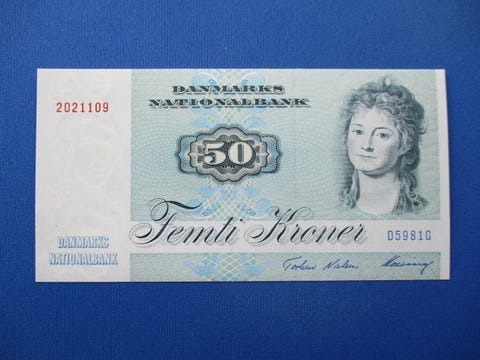 DANMARKS
NATIONALBANK
2021109
50
Femti Kroner
D5981G
DANMARKS
NATIONALBANK